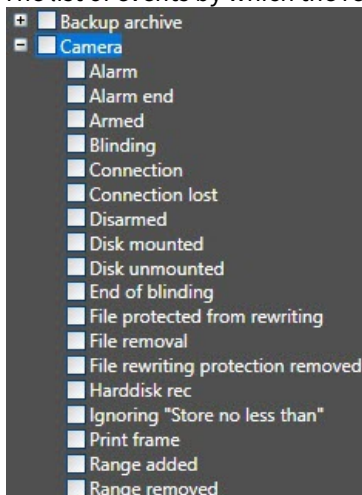 The list of events by which the r
Backup archive
Camera
Alarm
Alarm end
Armed
Blinding
Connection
Connection lost
Disarmed
Disk mounted
Disk unmounted
End of blinding
File protected from rewriting
File removal
File rewriting protection removed
Harddisk rec
Ignoring "Store no less than"
Print frame
Range added
Range removed